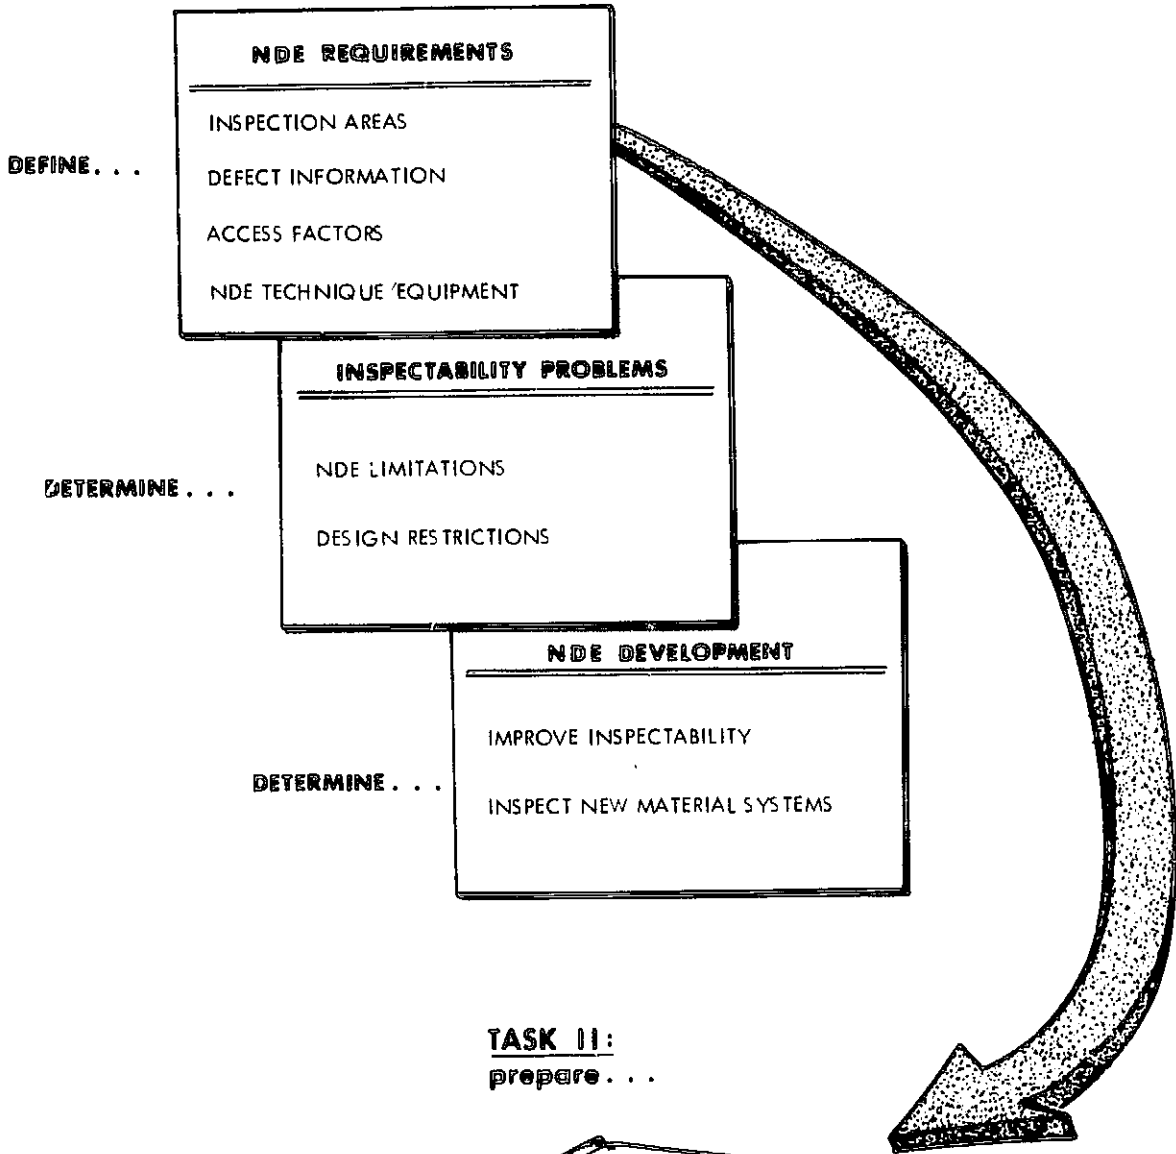 NDE REQUIREMENTS
INSPECTION AREAS
DEFINE...
DEFECT INFORMATION
ACCESS FACTORS
NDE TECHNIQUE/EQUIPMENT
INSPECTABILITY PROBLEMS
NDE LIMITATIONS
DETERMINE...
DESIGN RESTRICTIONS
NDE DEVELOPMENT
IMPROVE INSPECTABILITY
DETERMINE...
INSPECT NEW MATERIAL SYSTEMS
TASK II:
prepare...